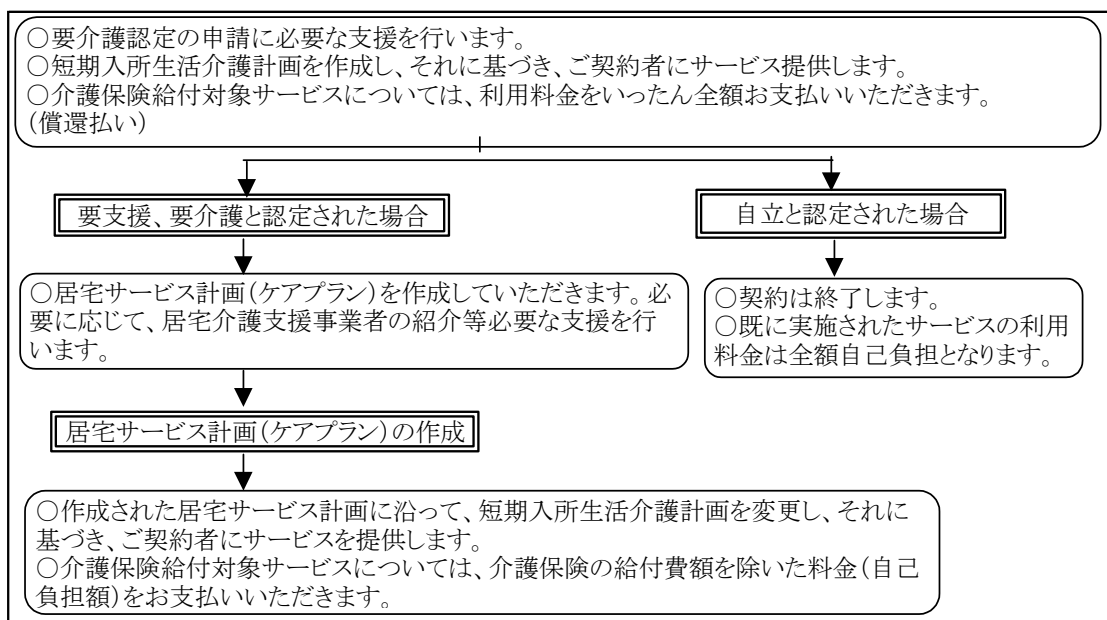 ○要介護認定の申請に必要な支援を行います。
○短期入所生活介護計画を作成し、それに基づき、ご契約者にサービス提供します。
○介護保険給付対象サービスについては、利用料金をいったん全額お支払いいただきます。
(償還払い)
要支援、要介護と認定された場合
自立と認定された場合
○居宅サービス計画(ケアプラン)を作成していただきます。必
要に応じて、居宅介護支援事業者の紹介等必要な支援を行
います。
○契約は終了します。
○既に実施されたサービスの利用
料金は全額自己負担となります。
居宅サービス計画(ケアプラン)の作成
○作成された居宅サービス計画に沿って、短期入所生活介護計画を変更し、それに
基づき、ご契約者にサービスを提供します。
○介護保険給付対象サービスについては、介護保険の給付費額を除いた料金(自己
負担額)をお支払いいただきます。